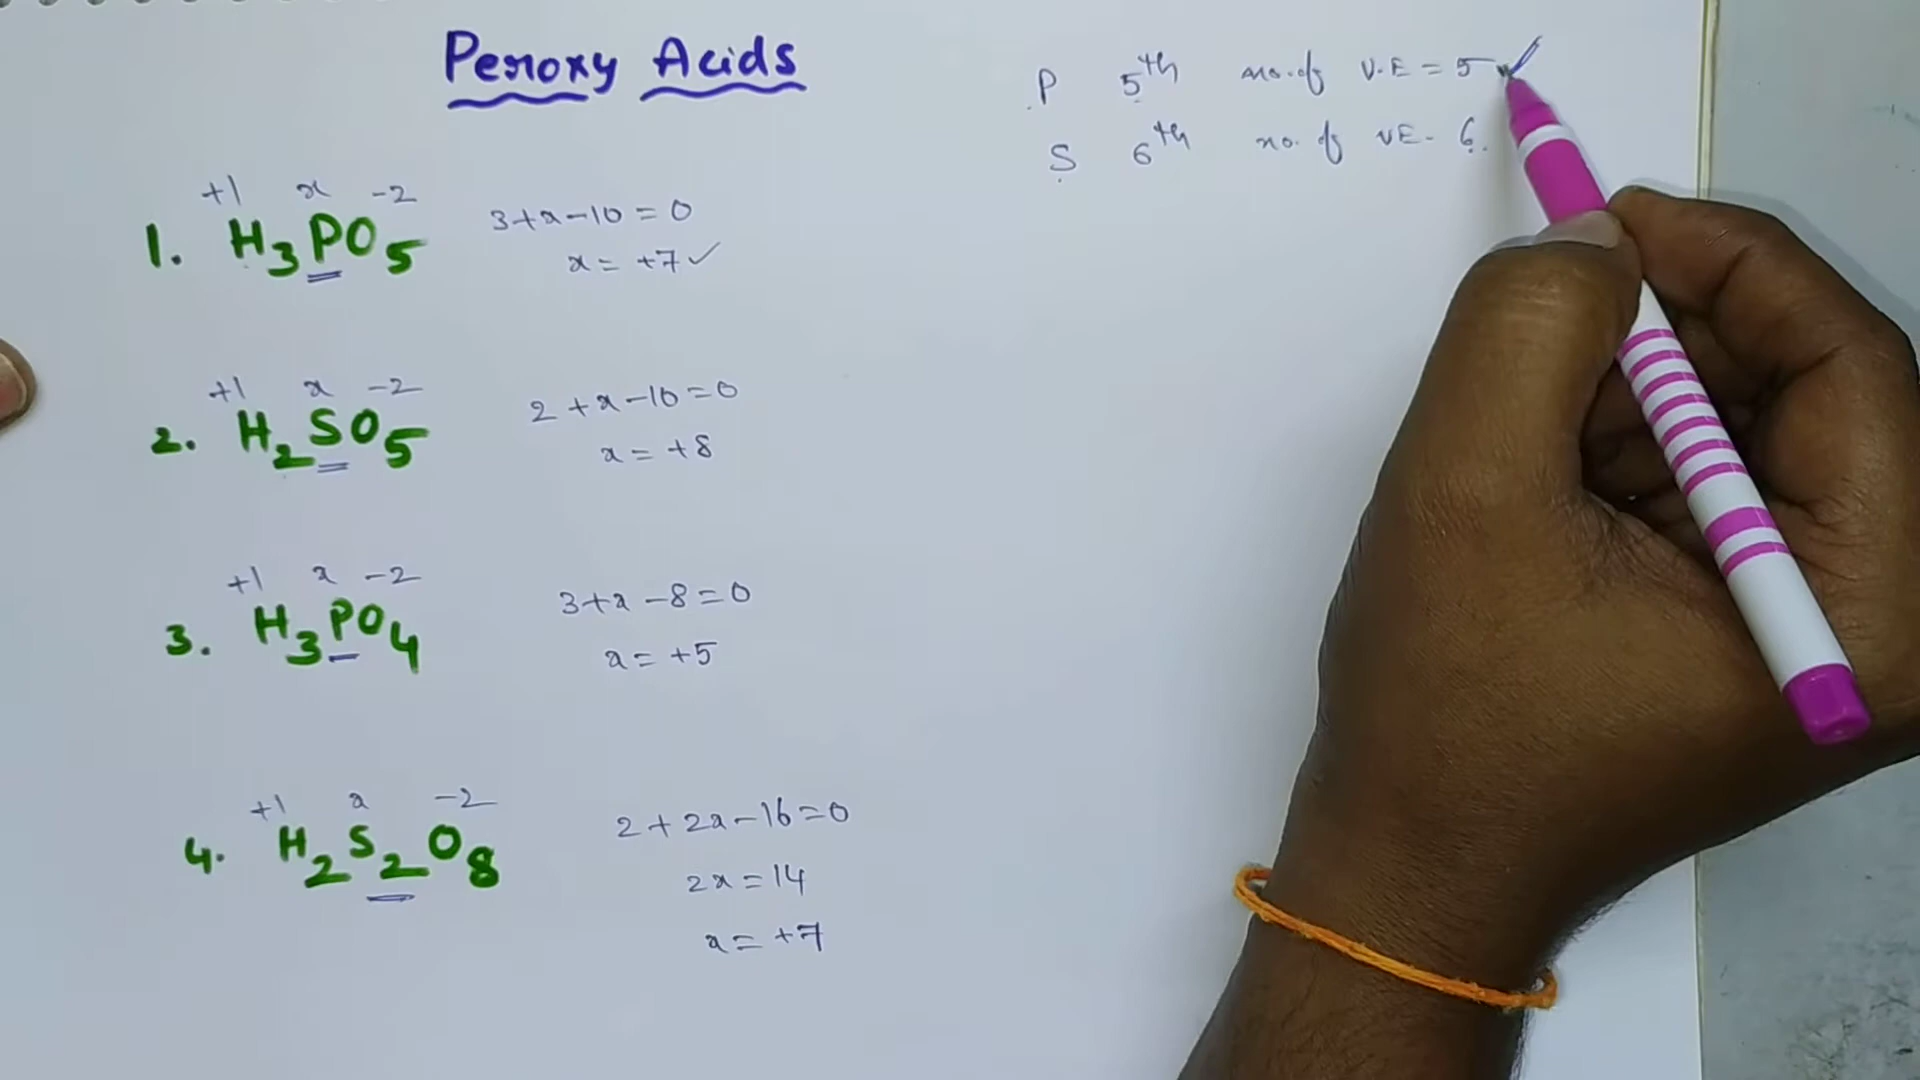 Peroxy Acids
P 5th no. of V.E = 5
S 6th no. of VE - 6.
+1 x -2
1. H3PO5 3+x-10=0
x = +7 ✓
+1 x -2
2. H2SO5 2+x-10=0
x = +8
+1 x -2
3. H3PO4 3+x-8=0
x = +5
+1 x -2
4. H2S2O8 2+2x-16=0
2x = 14
x = +7